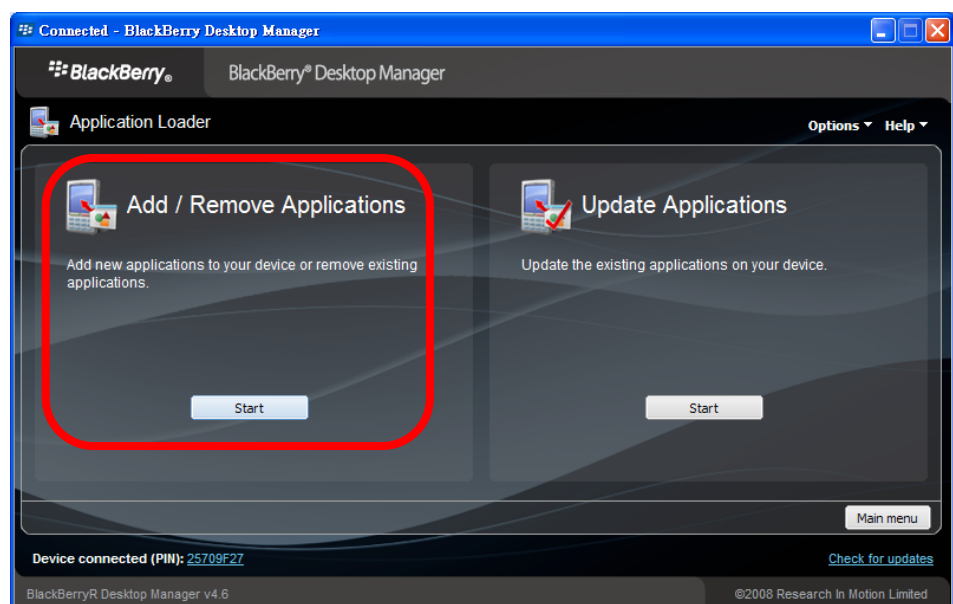 Connected - BlackBerry Desktop Manager
BlackBerry®
BlackBerry® Desktop Manager
Application Loader
Options
Help
Add / Remove Applications
Add new applications to your device or remove existing
applications.
Start
Update Applications
Update the existing applications on your device.
Start
Main menu
Device connected (PIN): 25709F27
Check for updates
BlackBerryR Desktop Manager v4.6
©2008 Research In Motion Limited